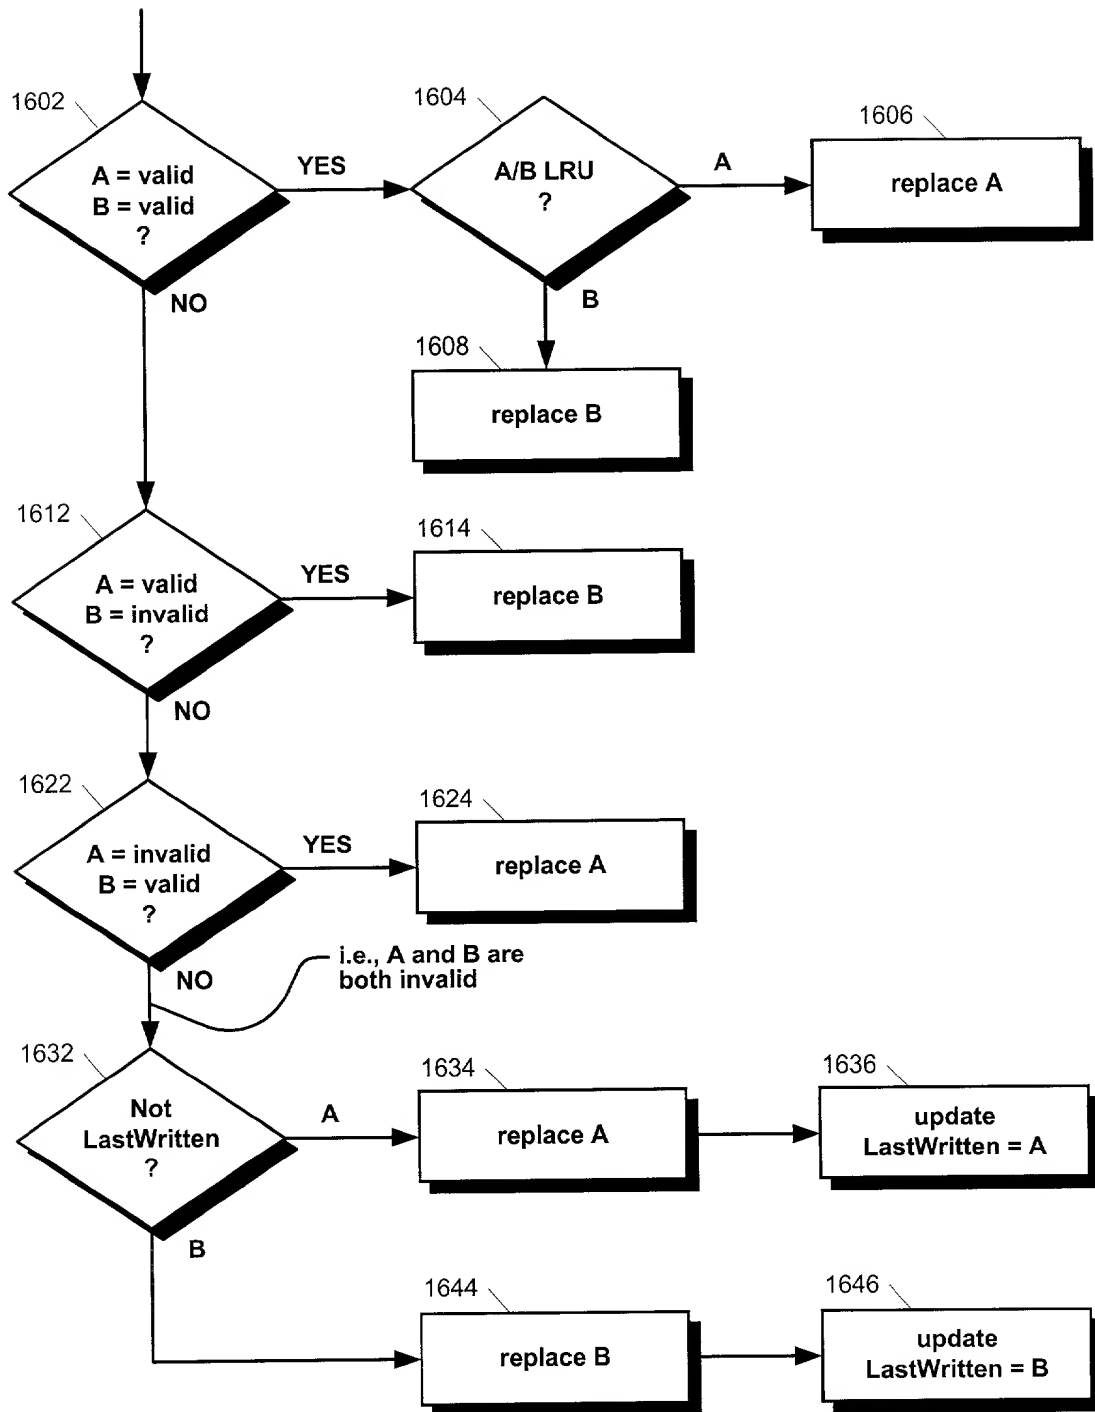 1602
A = valid
B = valid
?
YES
NO
1604
A/B LRU
?
A
B
1606
replace A
1608
replace B
1612
A = valid
B = invalid
?
YES
NO
1614
replace B
1622
A = invalid
B = valid
?
YES
NO
1624
replace A
i.e., A and B are
both invalid
1632
Not
LastWritten
?
A
B
1634
replace A
1636
update
LastWritten = A
1644
replace B
1646
update
LastWritten = B